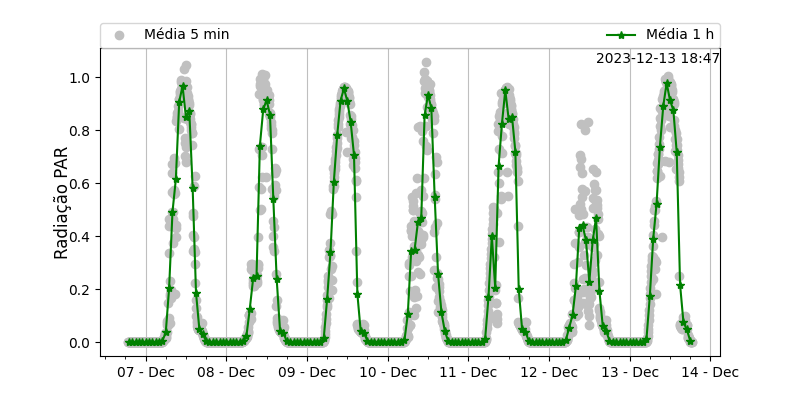 Média 5 min
Média 1 h
2023-12-13 18:47
Radiação PAR
1.0
0.8
0.6
0.4
0.2
0.0
07 - Dec
08 - Dec
09 - Dec
10 - Dec
11 - Dec
12 - Dec
13 - Dec
14 - Dec